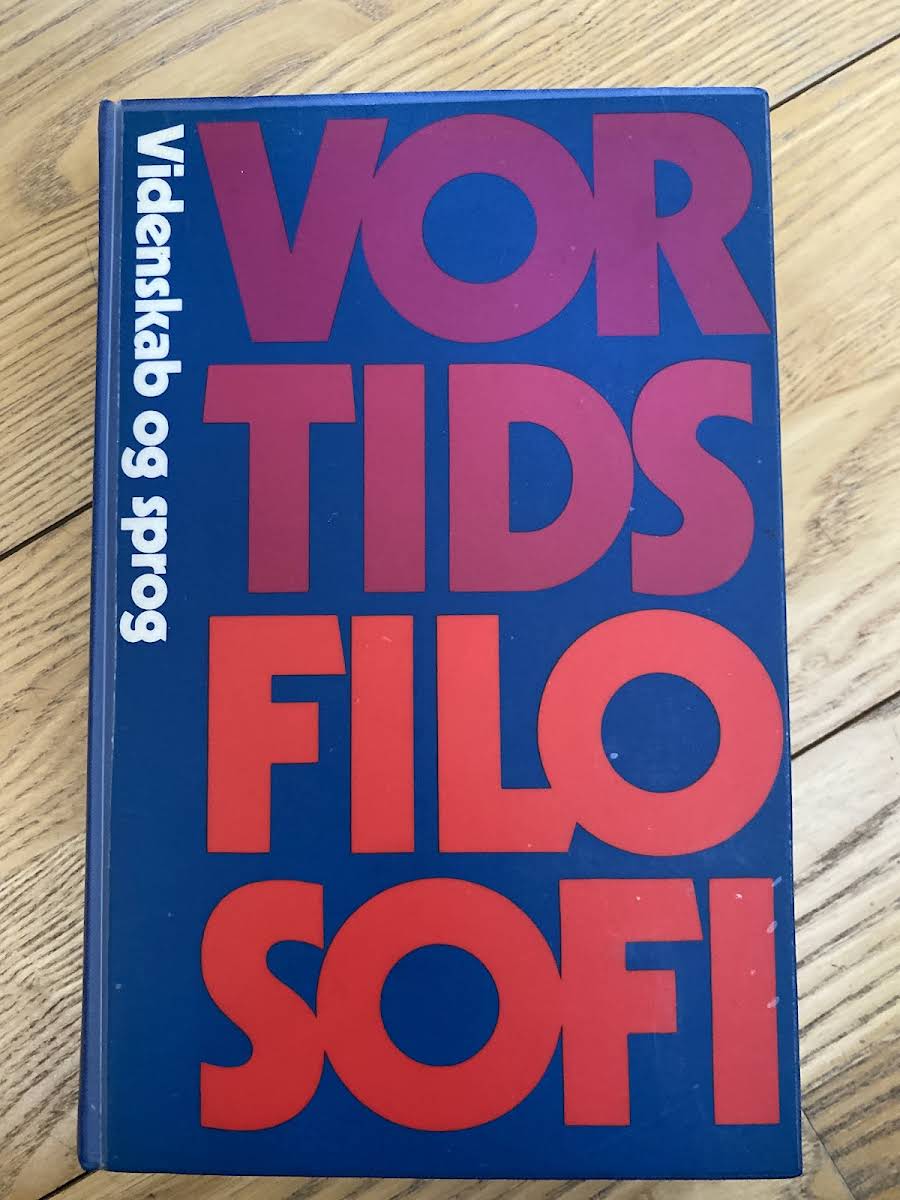 Videnskab og sprog
VOR
TIDS
FILO
SOFI